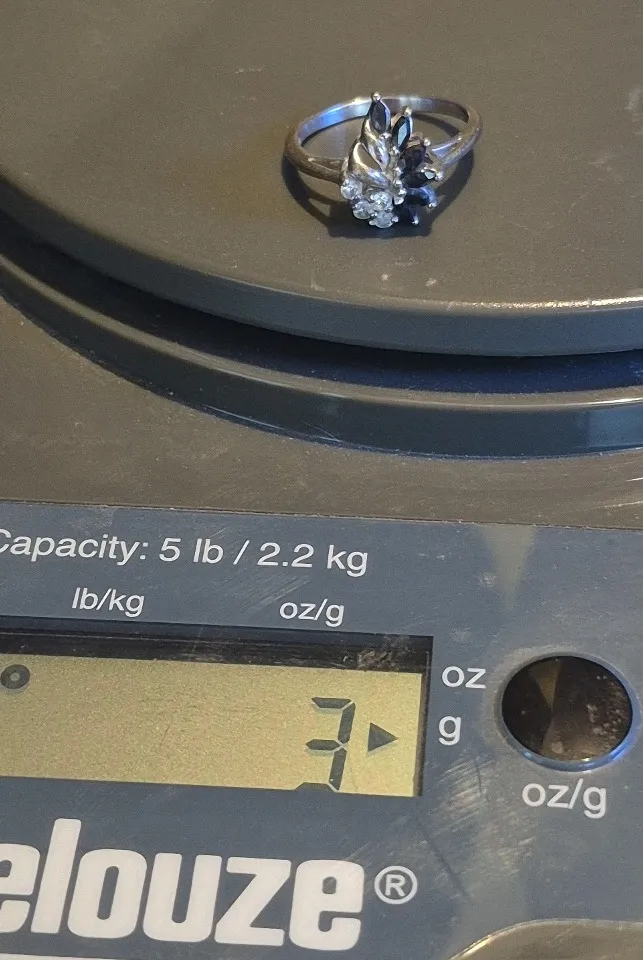 Capacity: 5 lb / 2.2 kg
lb/kg oz/g
oz
3 g
oz/g
elouze®